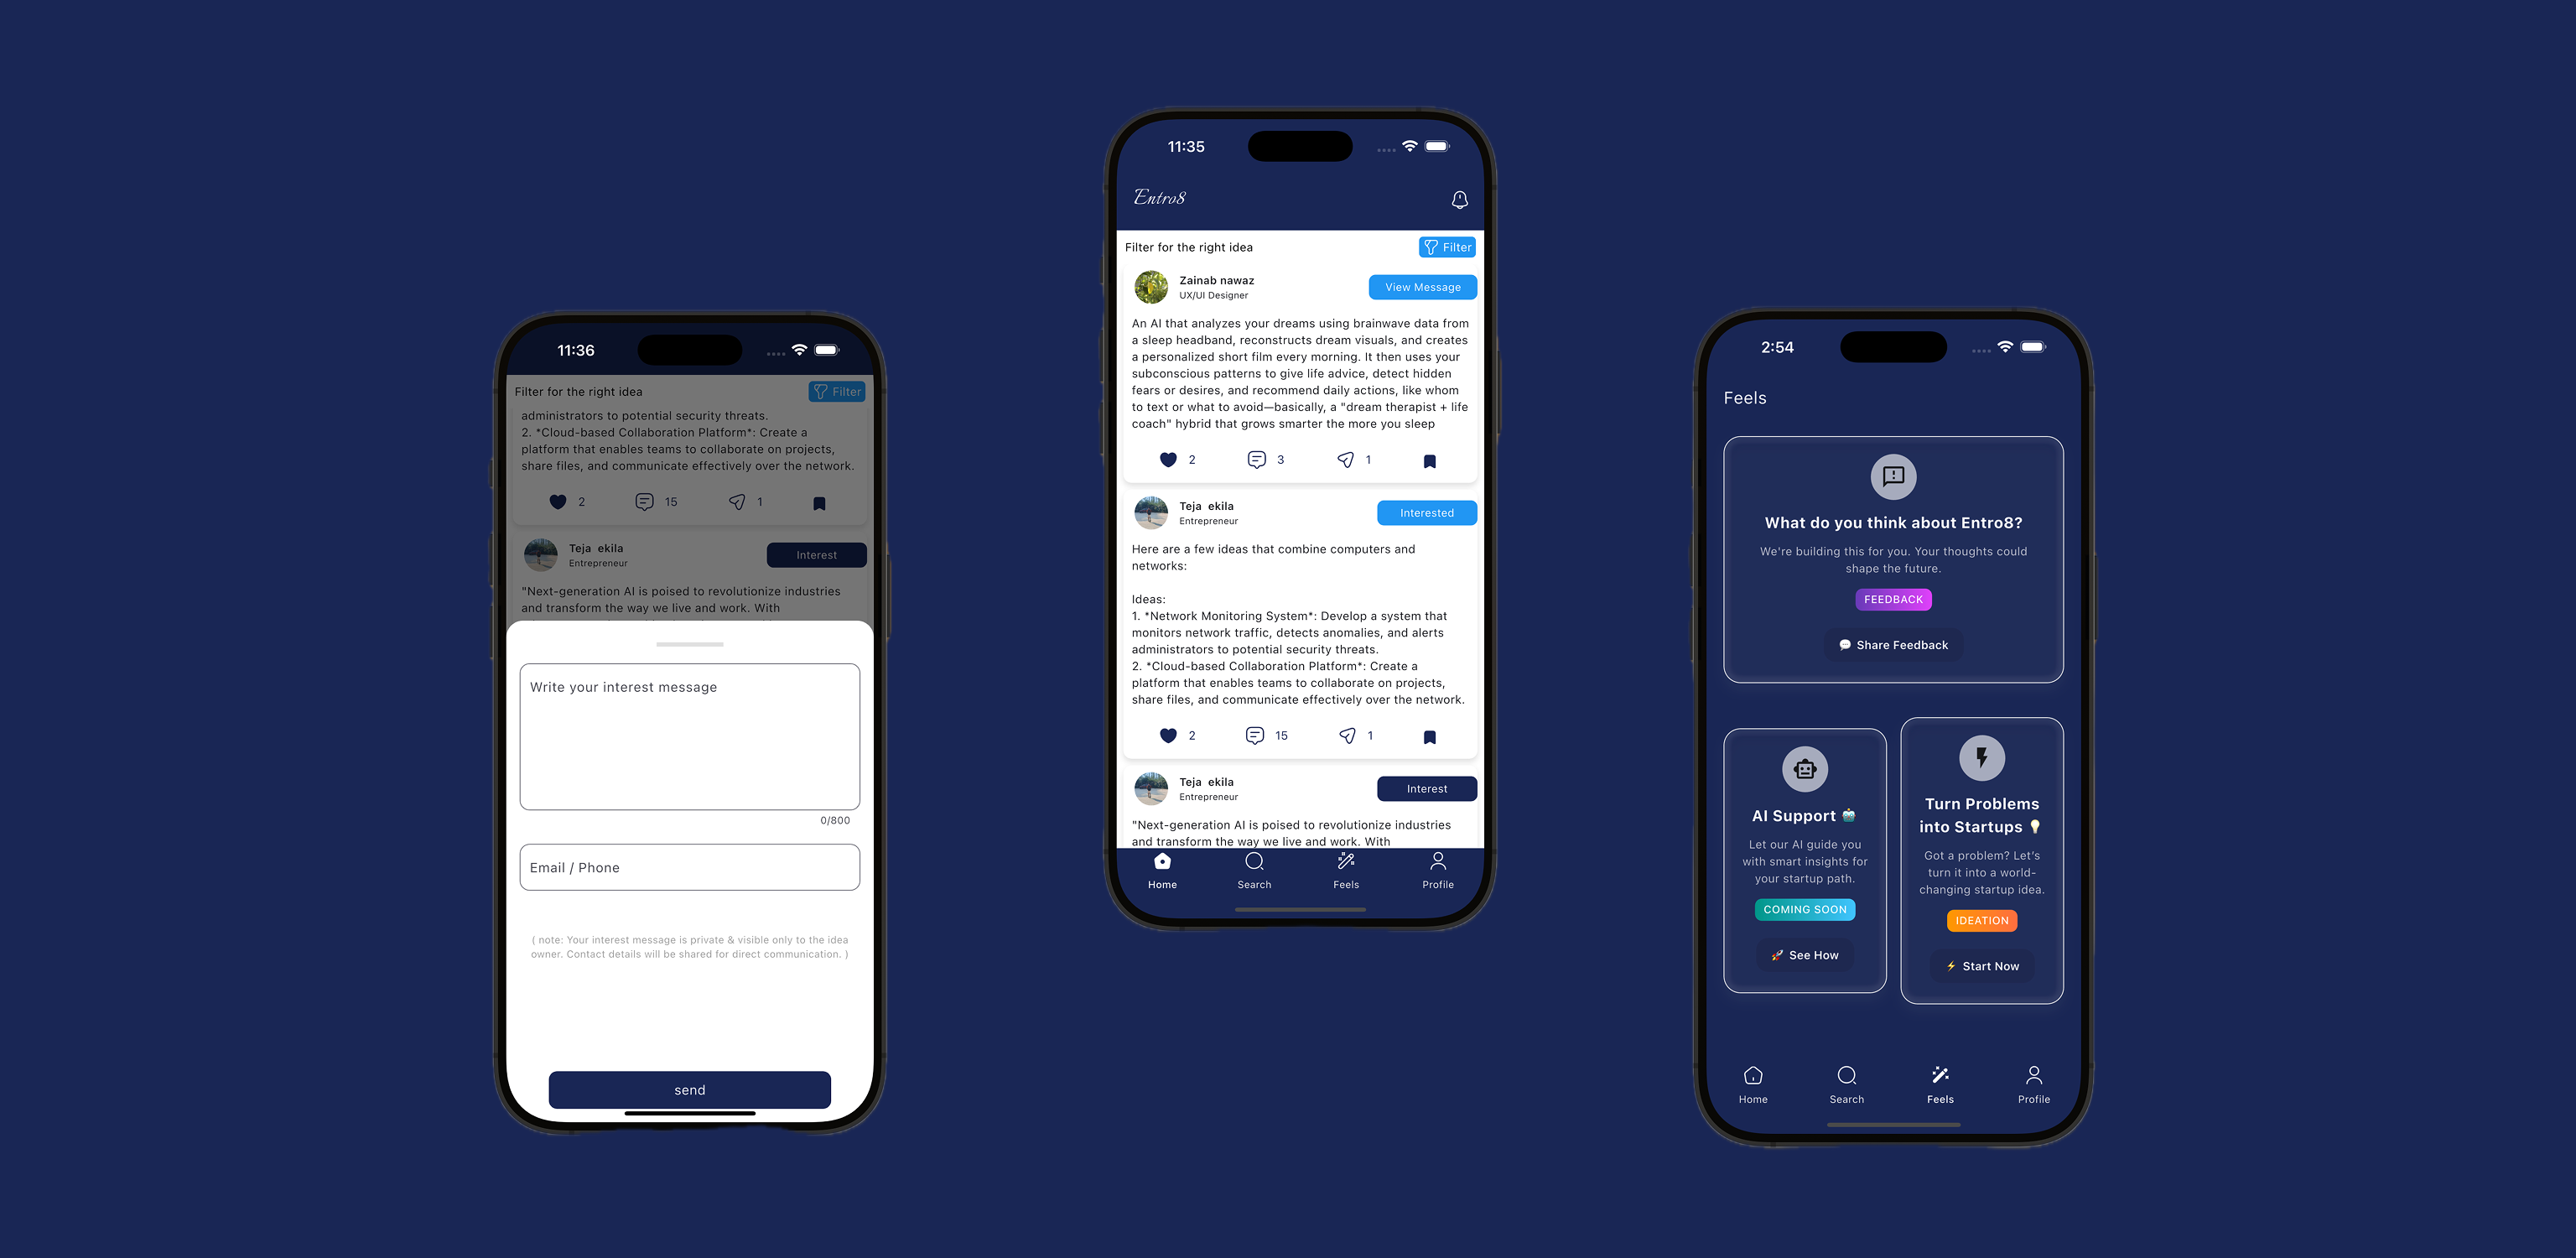 11:36
Filter for the right idea
Filter
administrators to potential security threats.
2. *Cloud-based Collaboration Platform*: Create a
platform that enables teams to collaborate on projects,
share files, and communicate effectively over the network.
2
15
1
Teja  ekila
Entrepreneur
Interest
"Next-generation AI is poised to revolutionize industries
and transform the way we live and work. With
Write your interest message
0/800
Email / Phone
( note: Your interest message is private & visible only to the idea
owner. Contact details will be shared for direct communication. )
send
11:35
Entro8
Filter for the right idea
Filter
Zainab nawaz
UX/UI Designer
View Message
An AI that analyzes your dreams using brainwave data from
a sleep headband, reconstructs dream visuals, and creates
a personalized short film every morning. It then uses your
subconscious patterns to give life advice, detect hidden
fears or desires, and recommend daily actions, like whom
to text or what to avoid—basically, a "dream therapist + life
coach" hybrid that grows smarter the more you sleep
2
3
1
Teja  ekila
Entrepreneur
Interested
Here are a few ideas that combine computers and
networks:
Ideas:
1. *Network Monitoring System*: Develop a system that
monitors network traffic, detects anomalies, and alerts
administrators to potential security threats.
2. *Cloud-based Collaboration Platform*: Create a
platform that enables teams to collaborate on projects,
share files, and communicate effectively over the network.
2
15
1
Teja  ekila
Entrepreneur
Interest
"Next-generation AI is poised to revolutionize industries
and transform the way we live and work. With
Home
Search
Feels
Profile
2:54
Feels
What do you think about Entro8?
We're building this for you. Your thoughts could
shape the future.
FEEDBACK
💬 Share Feedback
AI Support 🤖
Let our AI guide you
with smart insights for
your startup path.
COMING SOON
🚀 See How
Turn Problems
into Startups 💡
Got a problem? Let's
turn it into a world-
changing startup idea.
IDEATION
⚡ Start Now
Home
Search
Feels
Profile